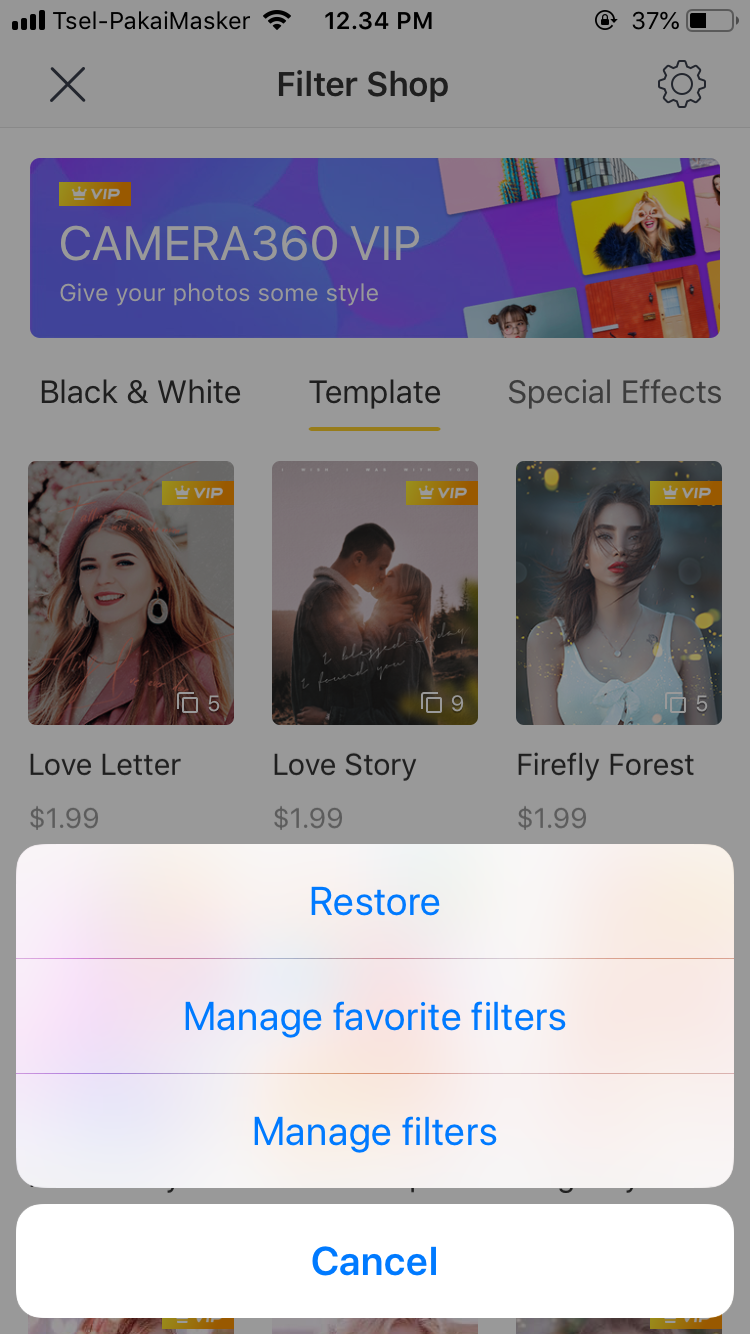 Tsel-PakaiMasker 12.34 PM 37%
Filter Shop
VIP
CAMERA360 VIP
Give your photos some style
Black & White Template Special Effects
VIP VIP VIP
I blessed a day
I found you
5 9 5
Love Letter Love Story Firefly Forest
$1.99 $1.99 $1.99
Restore
Manage favorite filters
Manage filters
Cancel
VIP VIP